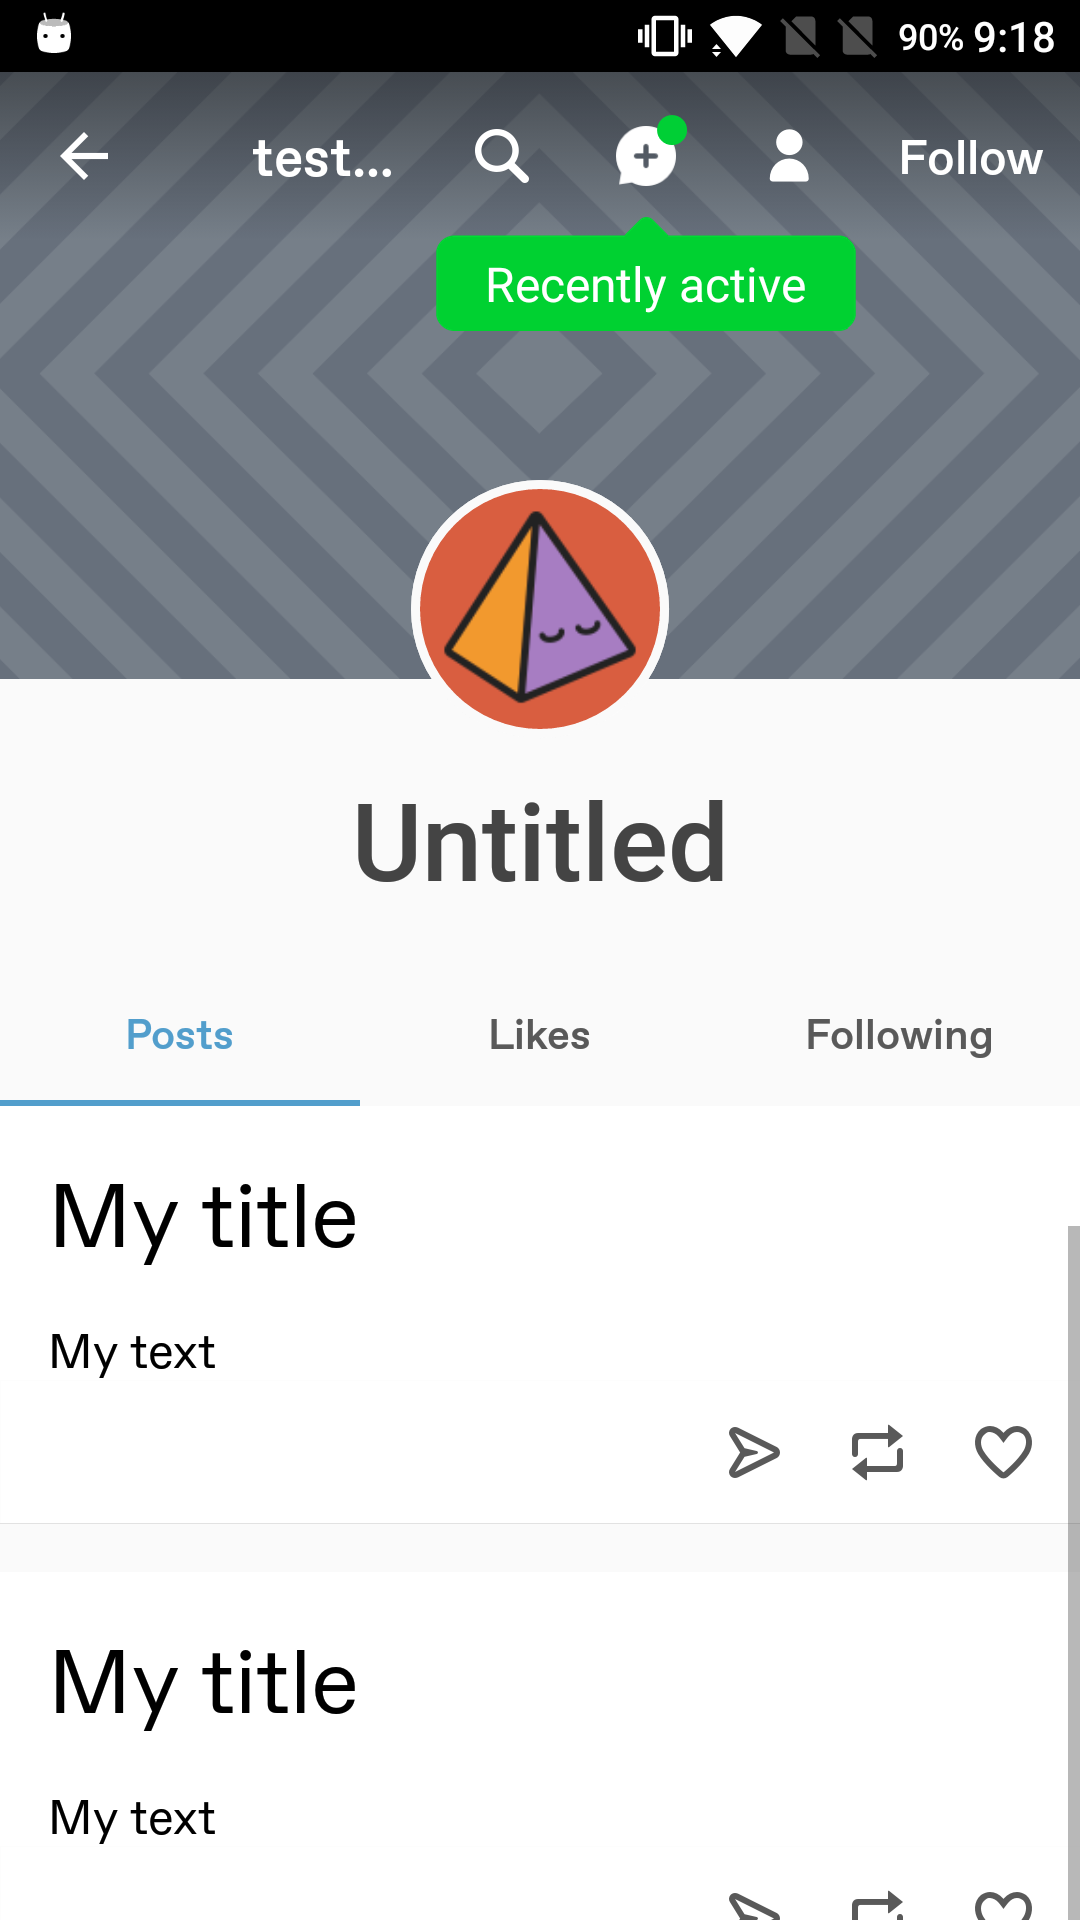 90% 9:18
test... Follow
Recently active
Untitled
Posts Likes Following
My title
My text
My title
My text